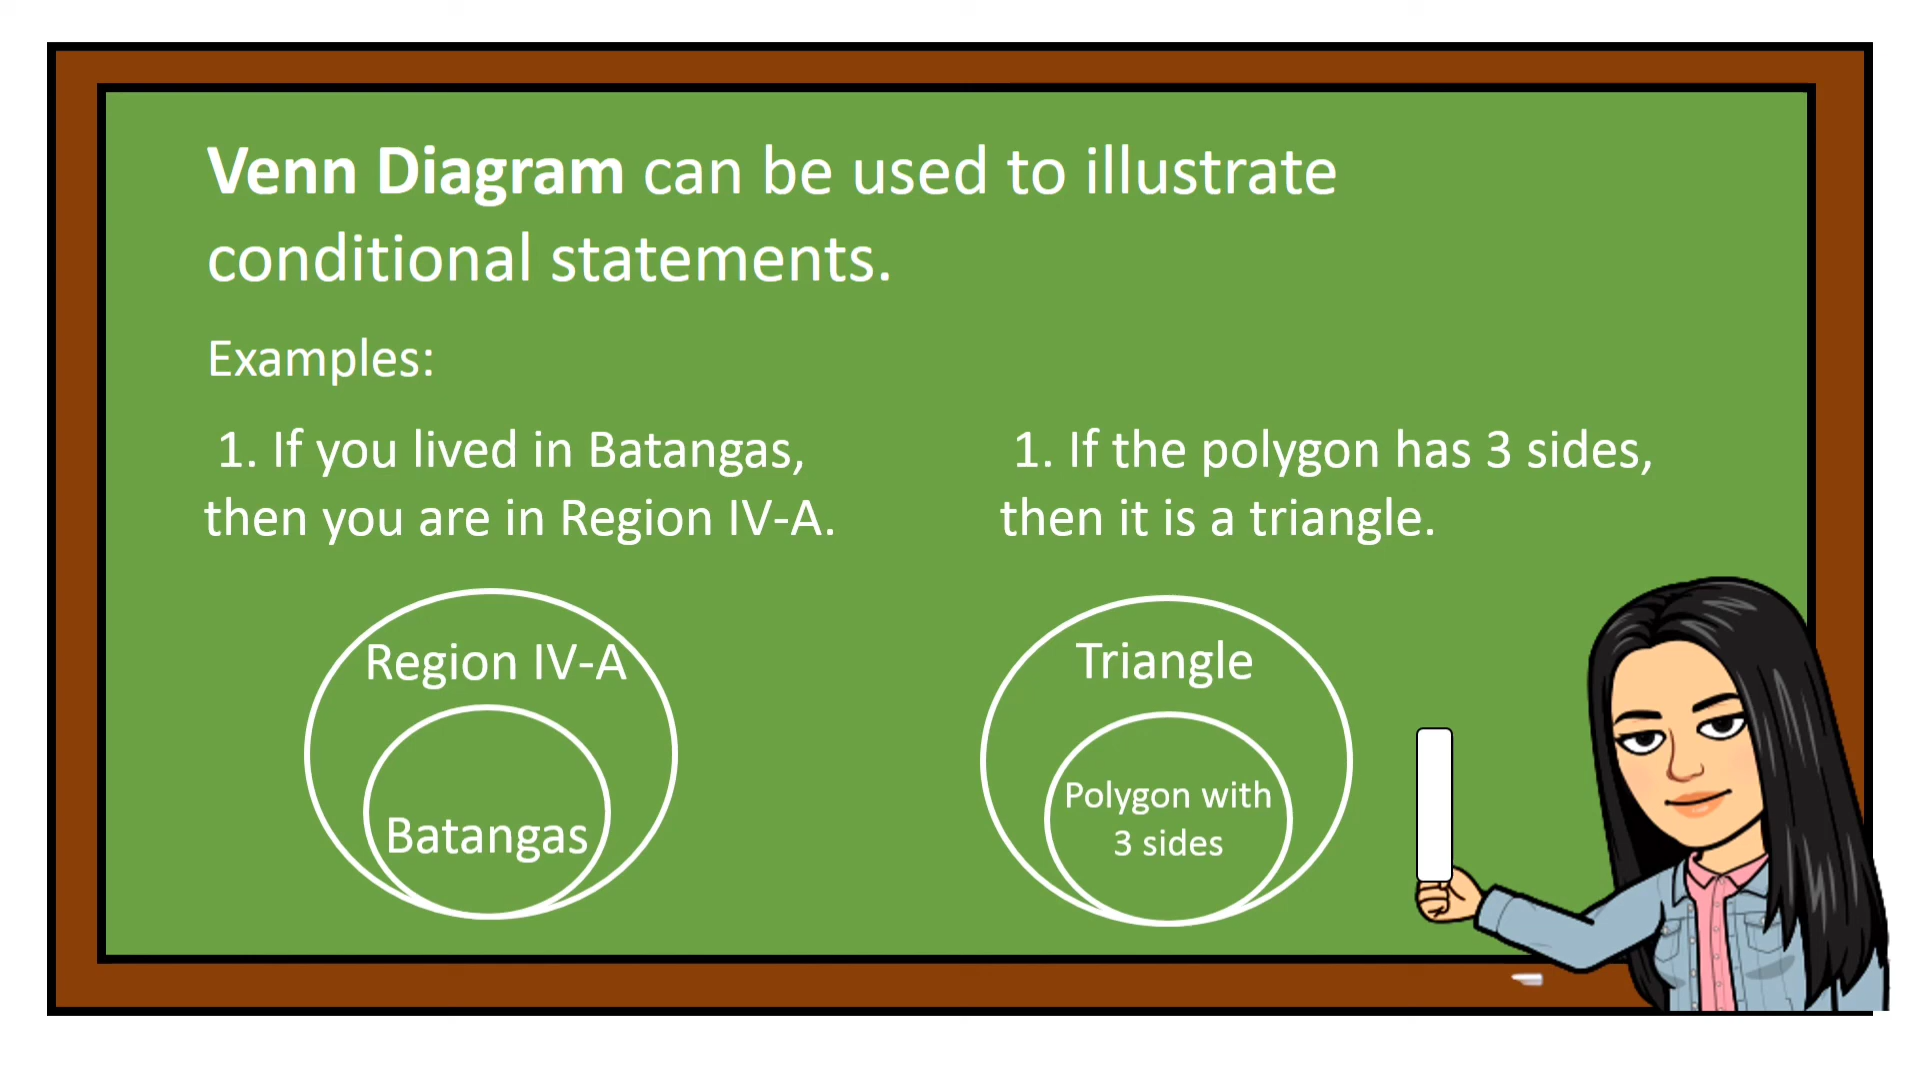 Venn Diagram can be used to illustrate
conditional statements.
Examples:
1. If you lived in Batangas,
then you are in Region IV-A.
Region IV-A
Batangas
1. If the polygon has 3 sides,
then it is a triangle.
Triangle
Polygon with
3 sides